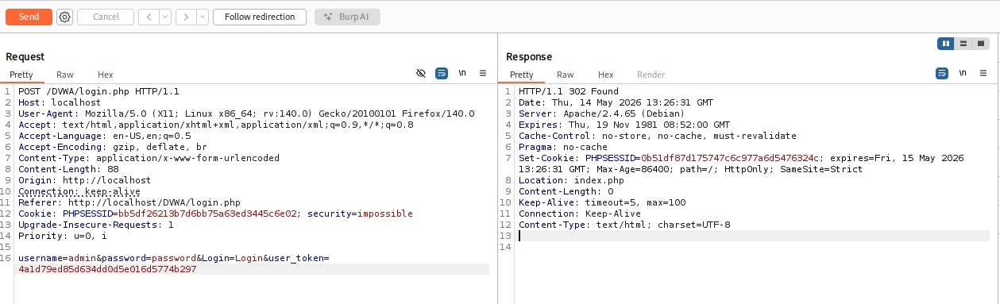 Send Cancel < > Follow redirection Burp AI
Request
Pretty Raw Hex \n
1 POST /DVWA/login.php HTTP/1.1
2 Host: localhost
3 User-Agent: Mozilla/5.0 (X11; Linux x86_64; rv:140.0) Gecko/20100101 Firefox/140.0
4 Accept: text/html,application/xhtml+xml,application/xml;q=0.9,*/*;q=0.8
5 Accept-Language: en-US,en;q=0.5
6 Accept-Encoding: gzip, deflate, br
7 Content-Type: application/x-www-form-urlencoded
8 Content-Length: 88
9 Origin: http://localhost
10 Connection: keep-alive
11 Referer: http://localhost/DVWA/login.php
12 Cookie: PHPSESSID=bb5df26213b7d6bb75a63ed3445c6e02; security=impossible
13 Upgrade-Insecure-Requests: 1
14 Priority: u=0, i
15
16 username=admin&password=password&Login=Login&user_token=
4a1d79ed85d634dd0d5e016d5774b297
Response
Pretty Raw Hex Render \n
1 HTTP/1.1 302 Found
2 Date: Thu, 14 May 2026 13:26:31 GMT
3 Server: Apache/2.4.65 (Debian)
4 Expires: Thu, 19 Nov 1981 08:52:00 GMT
5 Cache-Control: no-store, no-cache, must-revalidate
6 Pragma: no-cache
7 Set-Cookie: PHPSESSID=0b51df87d175747c6c977a6d5476324c; expires=Fri, 15 May 2026
13:26:31 GMT; Max-Age=86400; path=/; HttpOnly; SameSite=Strict
8 Location: index.php
9 Content-Length: 0
10 Keep-Alive: timeout=5, max=100
11 Connection: Keep-Alive
12 Content-Type: text/html; charset=UTF-8
13
14